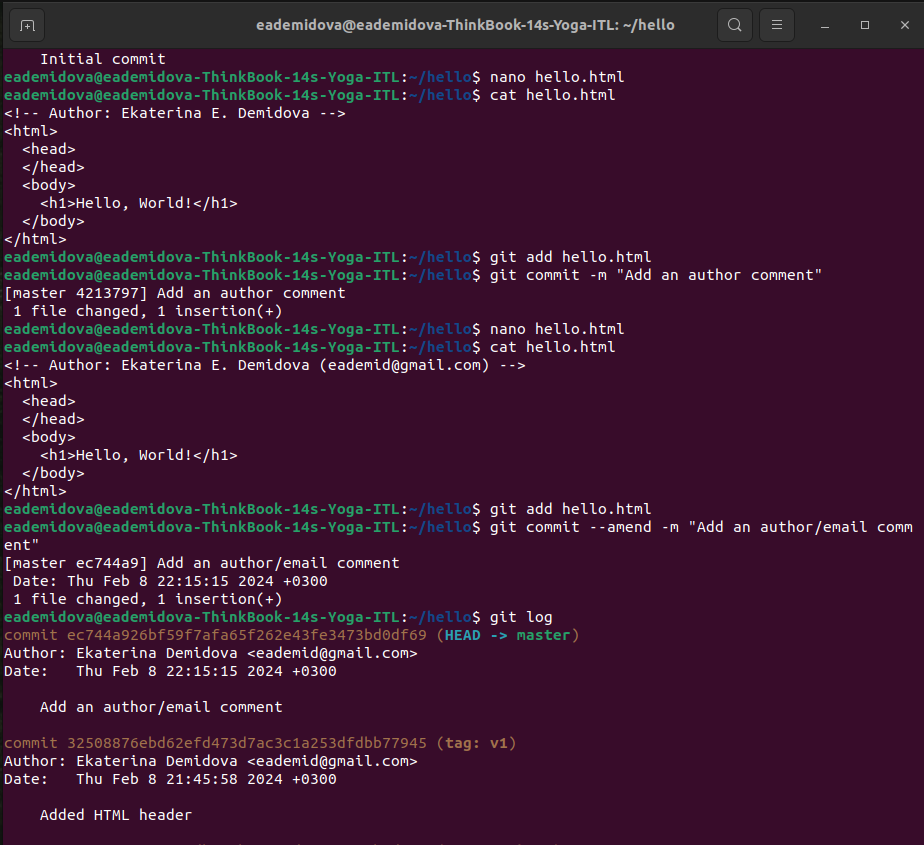 eademidova@eademidova-ThinkBook-14s-Yoga-ITL: ~/hello
    Initial commit
eademidova@eademidova-ThinkBook-14s-Yoga-ITL:~/hello$ nano hello.html
eademidova@eademidova-ThinkBook-14s-Yoga-ITL:~/hello$ cat hello.html
<!-- Author: Ekaterina E. Demidova -->
<html>
  <head>
  </head>
  <body>
    <h1>Hello, World!</h1>
  </body>
</html>
eademidova@eademidova-ThinkBook-14s-Yoga-ITL:~/hello$ git add hello.html
eademidova@eademidova-ThinkBook-14s-Yoga-ITL:~/hello$ git commit -m "Add an author comment"
[master 4213797] Add an author comment
 1 file changed, 1 insertion(+)
eademidova@eademidova-ThinkBook-14s-Yoga-ITL:~/hello$ nano hello.html
eademidova@eademidova-ThinkBook-14s-Yoga-ITL:~/hello$ cat hello.html
<!-- Author: Ekaterina E. Demidova (eademid@gmail.com) -->
<html>
  <head>
  </head>
  <body>
    <h1>Hello, World!</h1>
  </body>
</html>
eademidova@eademidova-ThinkBook-14s-Yoga-ITL:~/hello$ git add hello.html
eademidova@eademidova-ThinkBook-14s-Yoga-ITL:~/hello$ git commit --amend -m "Add an author/email comm
ent"
[master ec744a9] Add an author/email comment
 Date: Thu Feb 8 22:15:15 2024 +0300
 1 file changed, 1 insertion(+)
eademidova@eademidova-ThinkBook-14s-Yoga-ITL:~/hello$ git log
commit ec744a926bf59f7afa65f262e43fe3473bd0df69 (HEAD -> master)
Author: Ekaterina Demidova <eademid@gmail.com>
Date:   Thu Feb 8 22:15:15 2024 +0300

    Add an author/email comment

commit 32508876ebd62efd473d7ac3c1a253dfdbb77945 (tag: v1)
Author: Ekaterina Demidova <eademid@gmail.com>
Date:   Thu Feb 8 21:45:58 2024 +0300

    Added HTML header